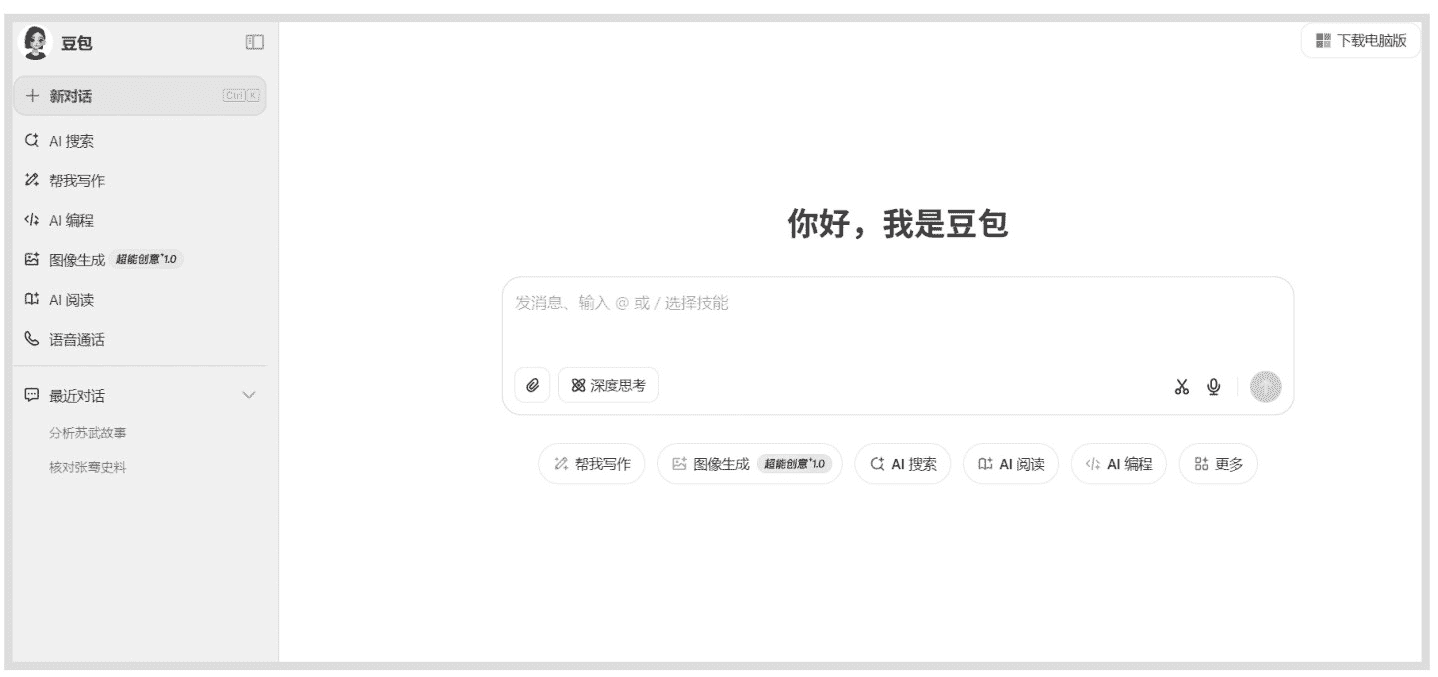 豆包
新对话 Ctrl K
AI 搜索
帮我写作
AI 编程
图像生成 超能创意1.0
AI 阅读
语音通话
最近对话
分析苏武故事
核对张骞史料
下载电脑版
你好，我是豆包
发消息、输入 @ 或 / 选择技能
深度思考
帮我写作 图像生成 超能创意1.0 AI 搜索 AI 阅读 AI 编程 更多